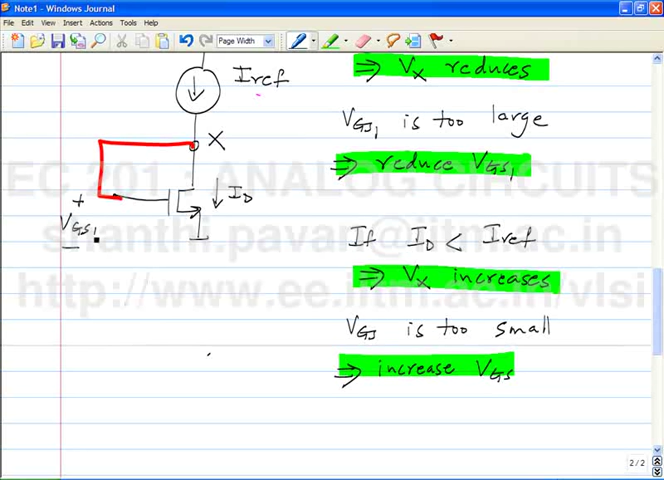 Note1 - Windows Journal
File Edit View Insert Actions Tools Help
Page Width
Iref
⇒ Vx reduces
X
VGS1 is too large
⇒ reduce VGS1
EC 201 : ANALOG CIRCUITS
+
ID
VGS1
−
shanthi.pavan@iitm.ac.in
If ID < Iref
⇒ Vx increases
http://www.ee.iitm.ac.in/vlsi
VGS is too small
⇒ increase VGS
2 / 2